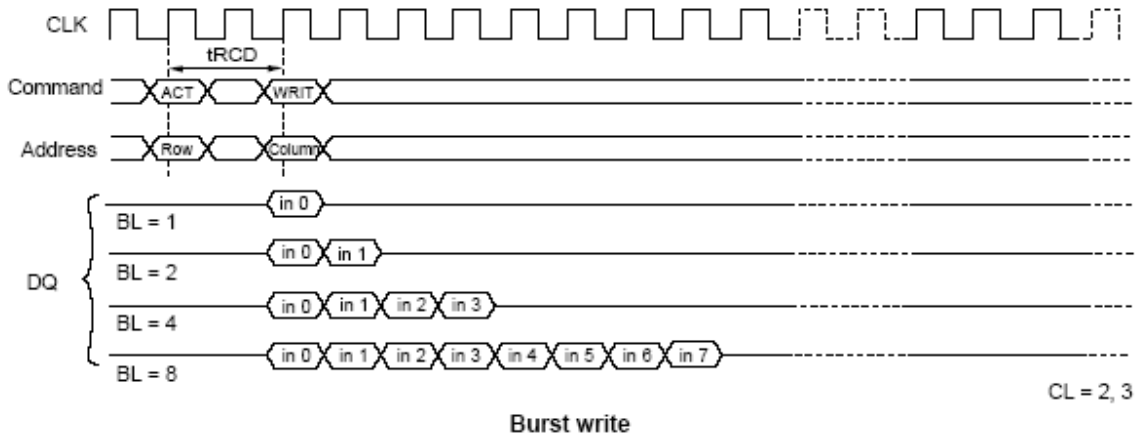 CLK
tRCD
Command ACT WRIT
Address Row Column
in 0
BL = 1
in 0 in 1
BL = 2
DQ
in 0 in 1 in 2 in 3
BL = 4
in 0 in 1 in 2 in 3 in 4 in 5 in 6 in 7
BL = 8
CL = 2, 3
Burst write